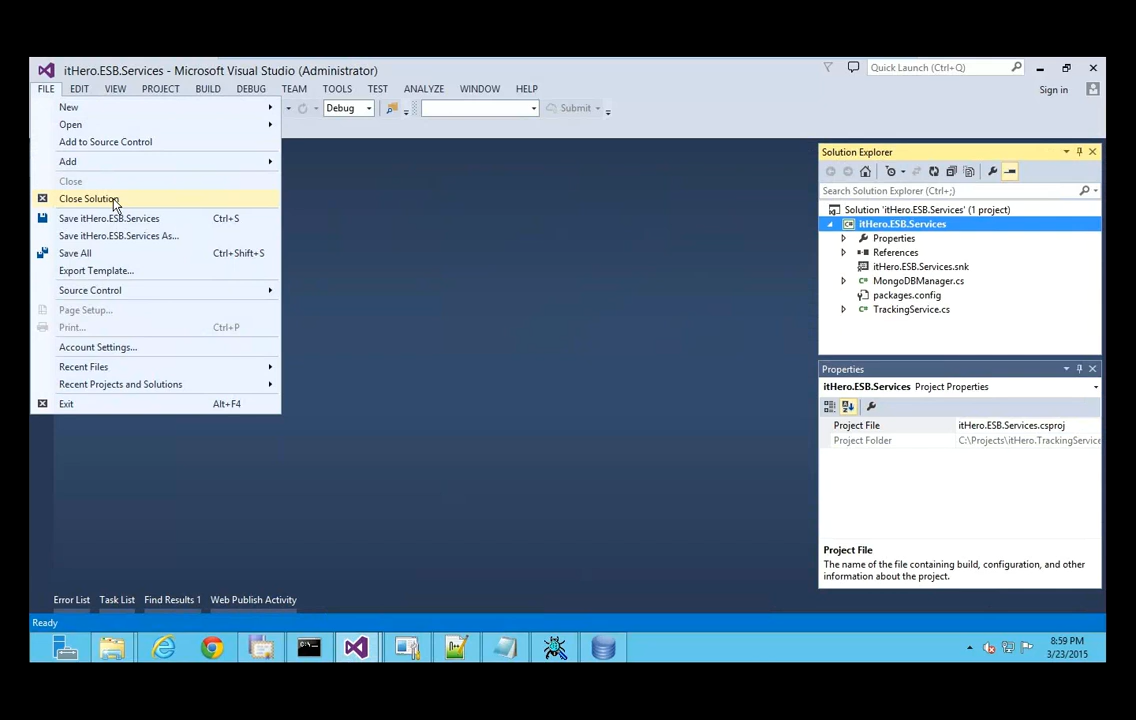 itHero.ESB.Services - Microsoft Visual Studio (Administrator)
Quick Launch (Ctrl+Q)
FILE EDIT VIEW PROJECT BUILD DEBUG TEAM TOOLS TEST ANALYZE WINDOW HELP
Sign in
Debug
Submit
New
Open
Add to Source Control
Add
Close
Close Solution
Save itHero.ESB.Services Ctrl+S
Save itHero.ESB.Services As...
Save All Ctrl+Shift+S
Export Template...
Source Control
Page Setup...
Print... Ctrl+P
Account Settings...
Recent Files
Recent Projects and Solutions
Exit Alt+F4
Solution Explorer
Search Solution Explorer (Ctrl+;)
Solution 'itHero.ESB.Services' (1 project)
itHero.ESB.Services
Properties
References
itHero.ESB.Services.snk
MongoDBManager.cs
packages.config
TrackingService.cs
Properties
itHero.ESB.Services Project Properties
Project File itHero.ESB.Services.csproj
Project Folder C:\Projects\itHero.TrackingService
Project File
The name of the file containing build, configuration, and other
information about the project.
Error List Task List Find Results 1 Web Publish Activity
Ready
8:59 PM
3/23/2015